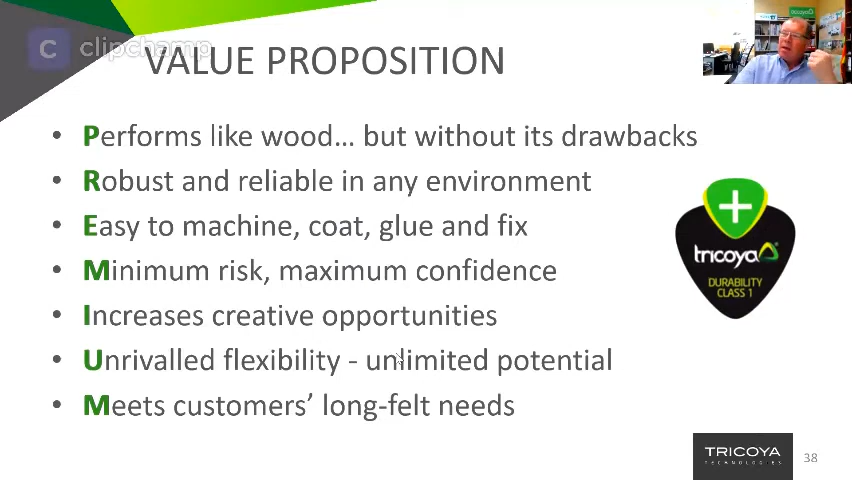 C clipchamp
VALUE PROPOSITION
• Performs like wood... but without its drawbacks
• Robust and reliable in any environment
• Easy to machine, coat, glue and fix
• Minimum risk, maximum confidence
• Increases creative opportunities
• Unrivalled flexibility - unlimited potential
• Meets customers’ long-felt needs
+
tricoya
DURABILITY
CLASS 1
TRICOYA
TECHNOLOGIES
38